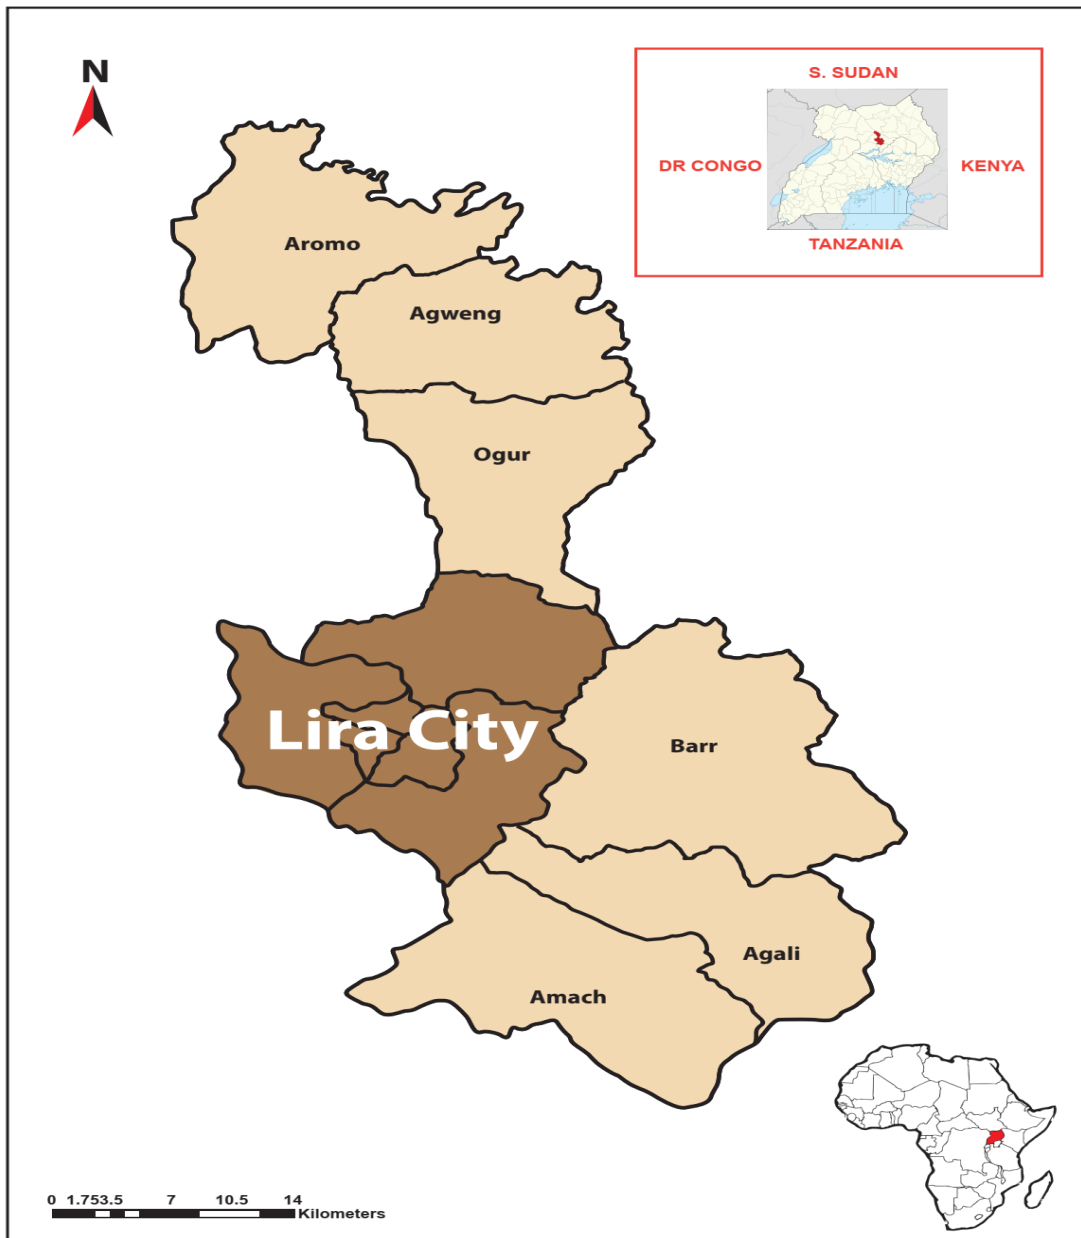 N
S. SUDAN
DR CONGO
KENYA
TANZANIA
Aromo
Agweng
Ogur
Lira City
Barr
Agali
Amach
0 1.753.5 7 10.5 14
Kilometers